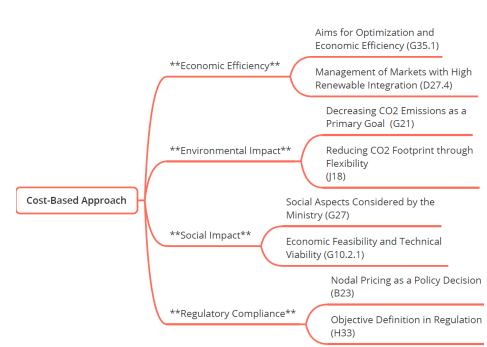 Cost-Based Approach
**Economic Efficiency**
Aims for Optimization and
Economic Efficiency (G35.1)
Management of Markets with High
Renewable Integration (D27.4)
**Environmental Impact**
Decreasing CO2 Emissions as a
Primary Goal  (G21)
Reducing CO2 Footprint through
Flexibility
(J18)
**Social Impact**
Social Aspects Considered by the
Ministry (G27)
Economic Feasibility and Technical
Viability (G10.2.1)
**Regulatory Compliance**
Nodal Pricing as a Policy Decision
(B23)
Objective Definition in Regulation
(H33)